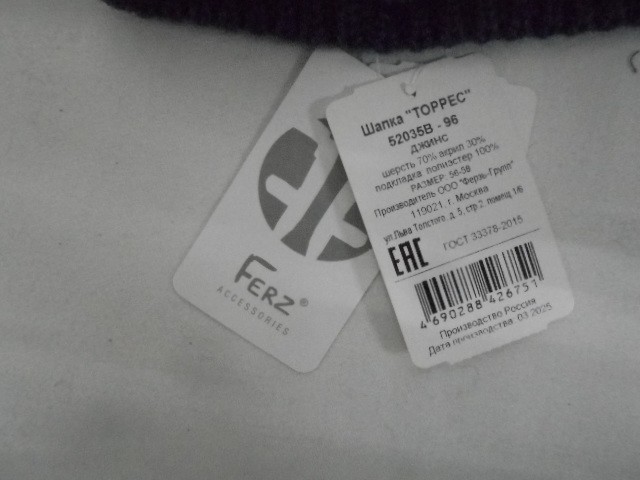 FERZ®
ACCESSORIES
Шапка "ТОРРЕС"
52035В - 96
ДЖИНС
шерсть 70% акрил 30%
подкладка: полиэстер 100%
РАЗМЕР: 56-58
Производитель ООО "Ферзь-Групп"
119021, г. Москва
ул.Льва Толстого, д. 5, стр 2, помещ. 1/6
ЕАС ГОСТ 33378-2015
4 690288 426751
Производство:Россия
Дата производства: 03.2025